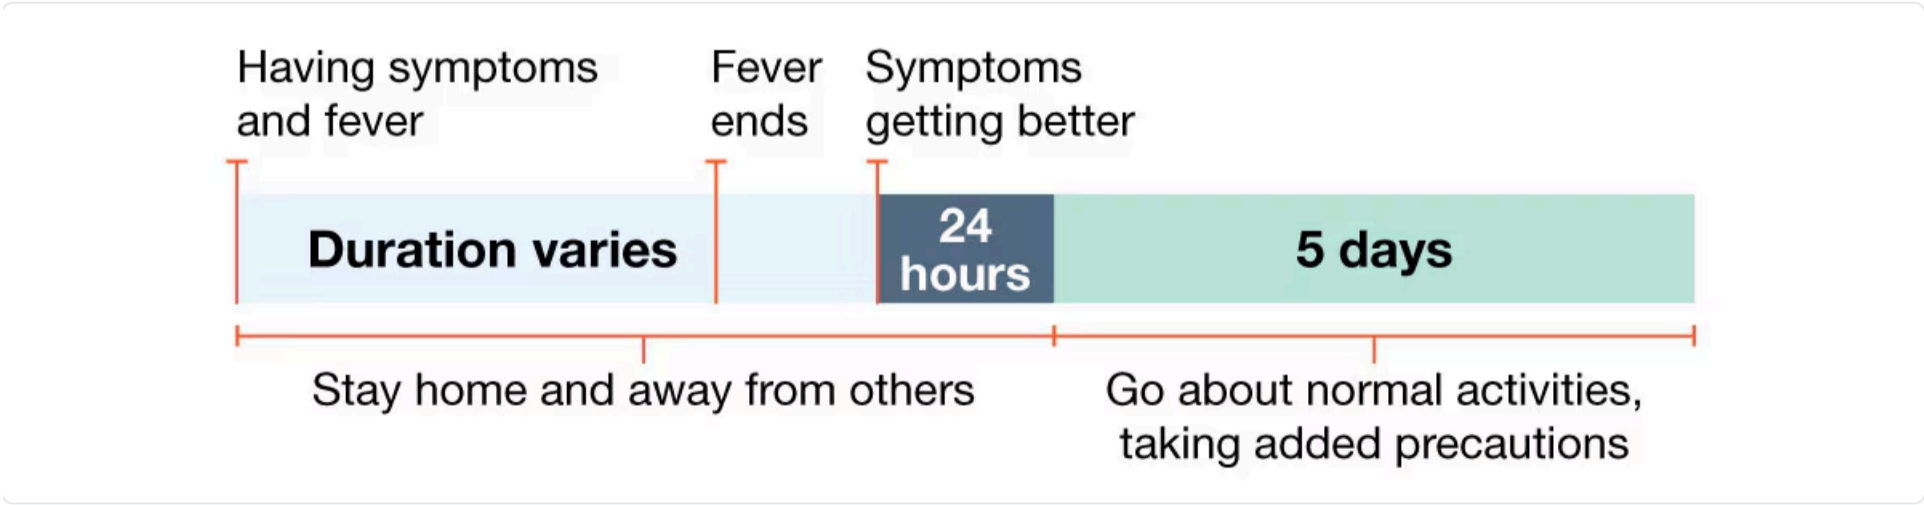 Having symptoms
and fever
Fever
ends
Symptoms
getting better
Duration varies
24
hours
5 days
Stay home and away from others
Go about normal activities,
taking added precautions